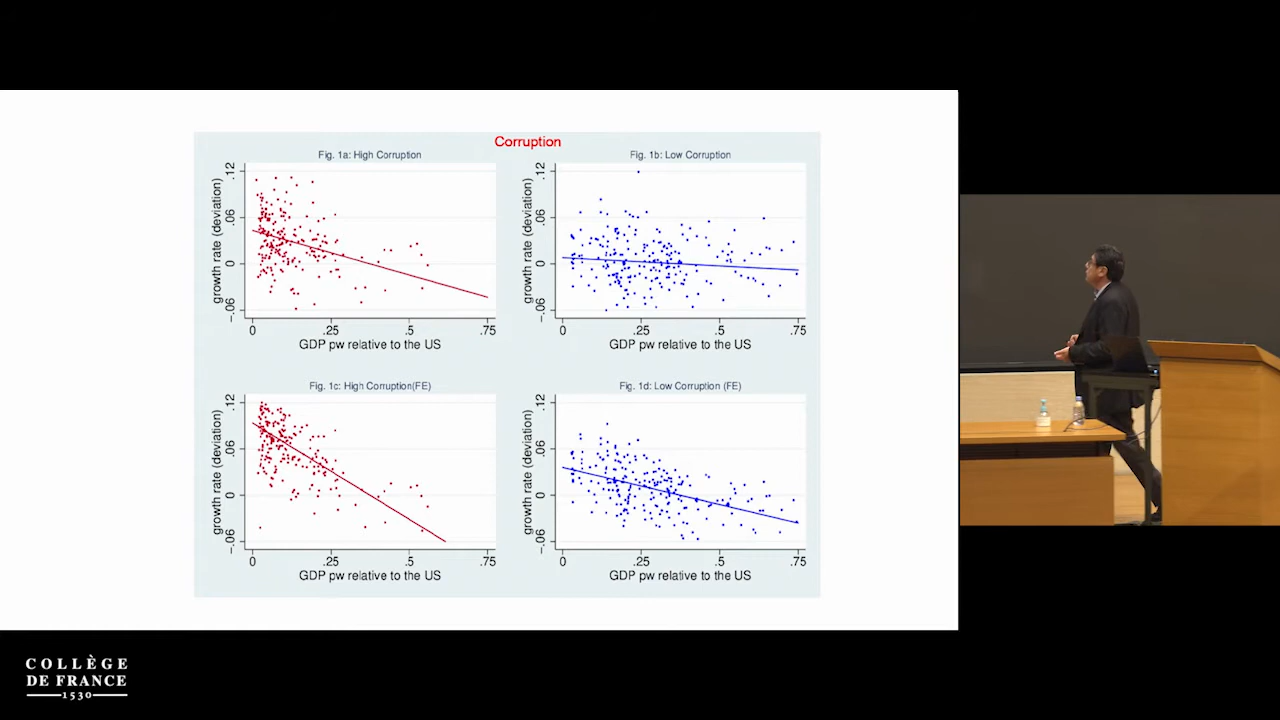 Corruption
Fig. 1a: High Corruption
growth rate (deviation)
.12
.06
0
-.06
0 .25 .5 .75
GDP pw relative to the US
Fig. 1b: Low Corruption
growth rate (deviation)
.12
.06
0
-.06
0 .25 .5 .75
GDP pw relative to the US
Fig. 1c: High Corruption(FE)
growth rate (deviation)
.12
.06
0
-.06
0 .25 .5 .75
GDP pw relative to the US
Fig. 1d: Low Corruption (FE)
growth rate (deviation)
.12
.06
0
-.06
0 .25 .5 .75
GDP pw relative to the US
COLLÈGE
DE FRANCE
1530